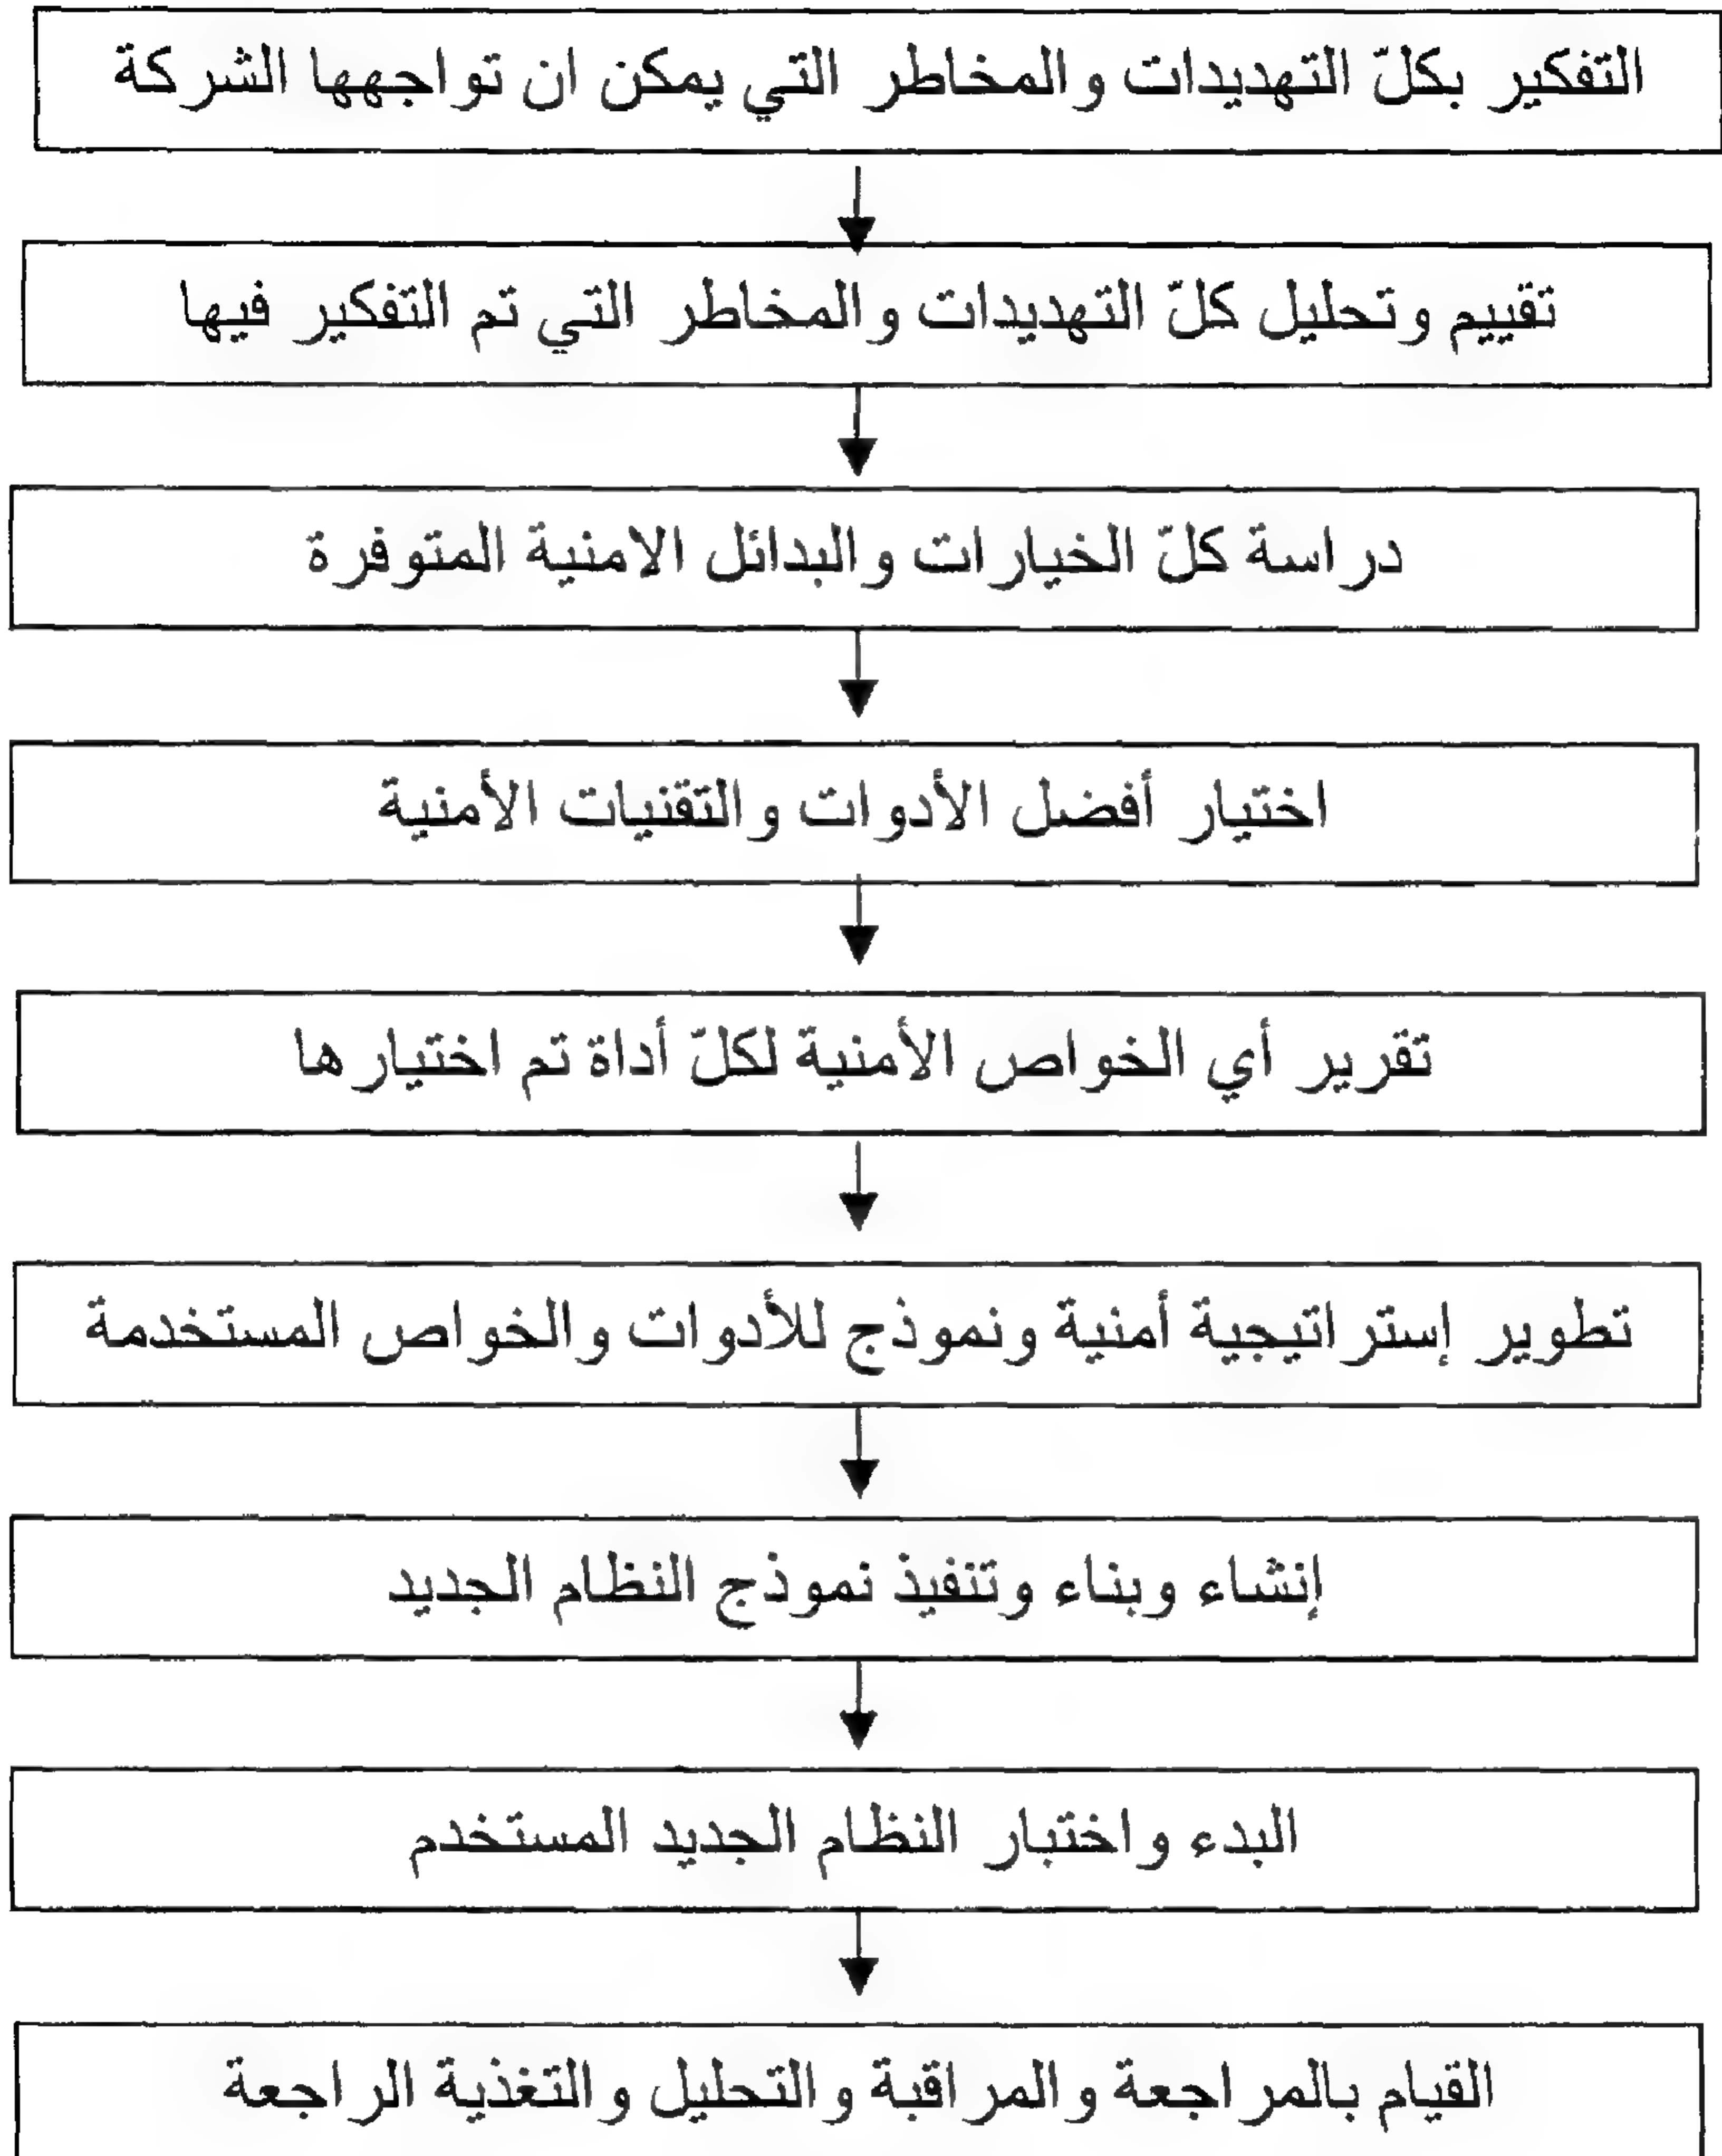 التفكير بكلّ التهديدات والمخاطر التي يمكن ان تواجهها الشركة
تقييم وتحليل كلّ التهديدات والمخاطر التي تم التفكير فيها
دراسة كلّ الخيارات والبدائل الامنية المتوفرة
اختيار أفضل الأدوات والتقنيات الأمنية
تقرير أي الخواص الأمنية لكلّ أداة تم اختيارها
تطوير إستراتيجية أمنية ونموذج للأدوات والخواص المستخدمة
إنشاء وبناء وتنفيذ نموذج النظام الجديد
البدء واختبار النظام الجديد المستخدم
القيام بالمراجعة والمراقبة والتحليل والتغذية الراجعة